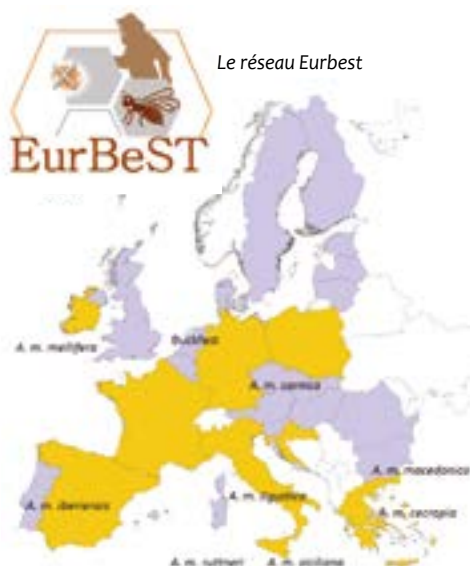 Le réseau Eurbest
EurBeST
A. m. mellifera
Buckfast
A. m. carnica
A. m. macedonica
A. m. iberiensis
A. m. ligustica
A. m. cecropia
A. m. ruttneri
A. m. siciliana